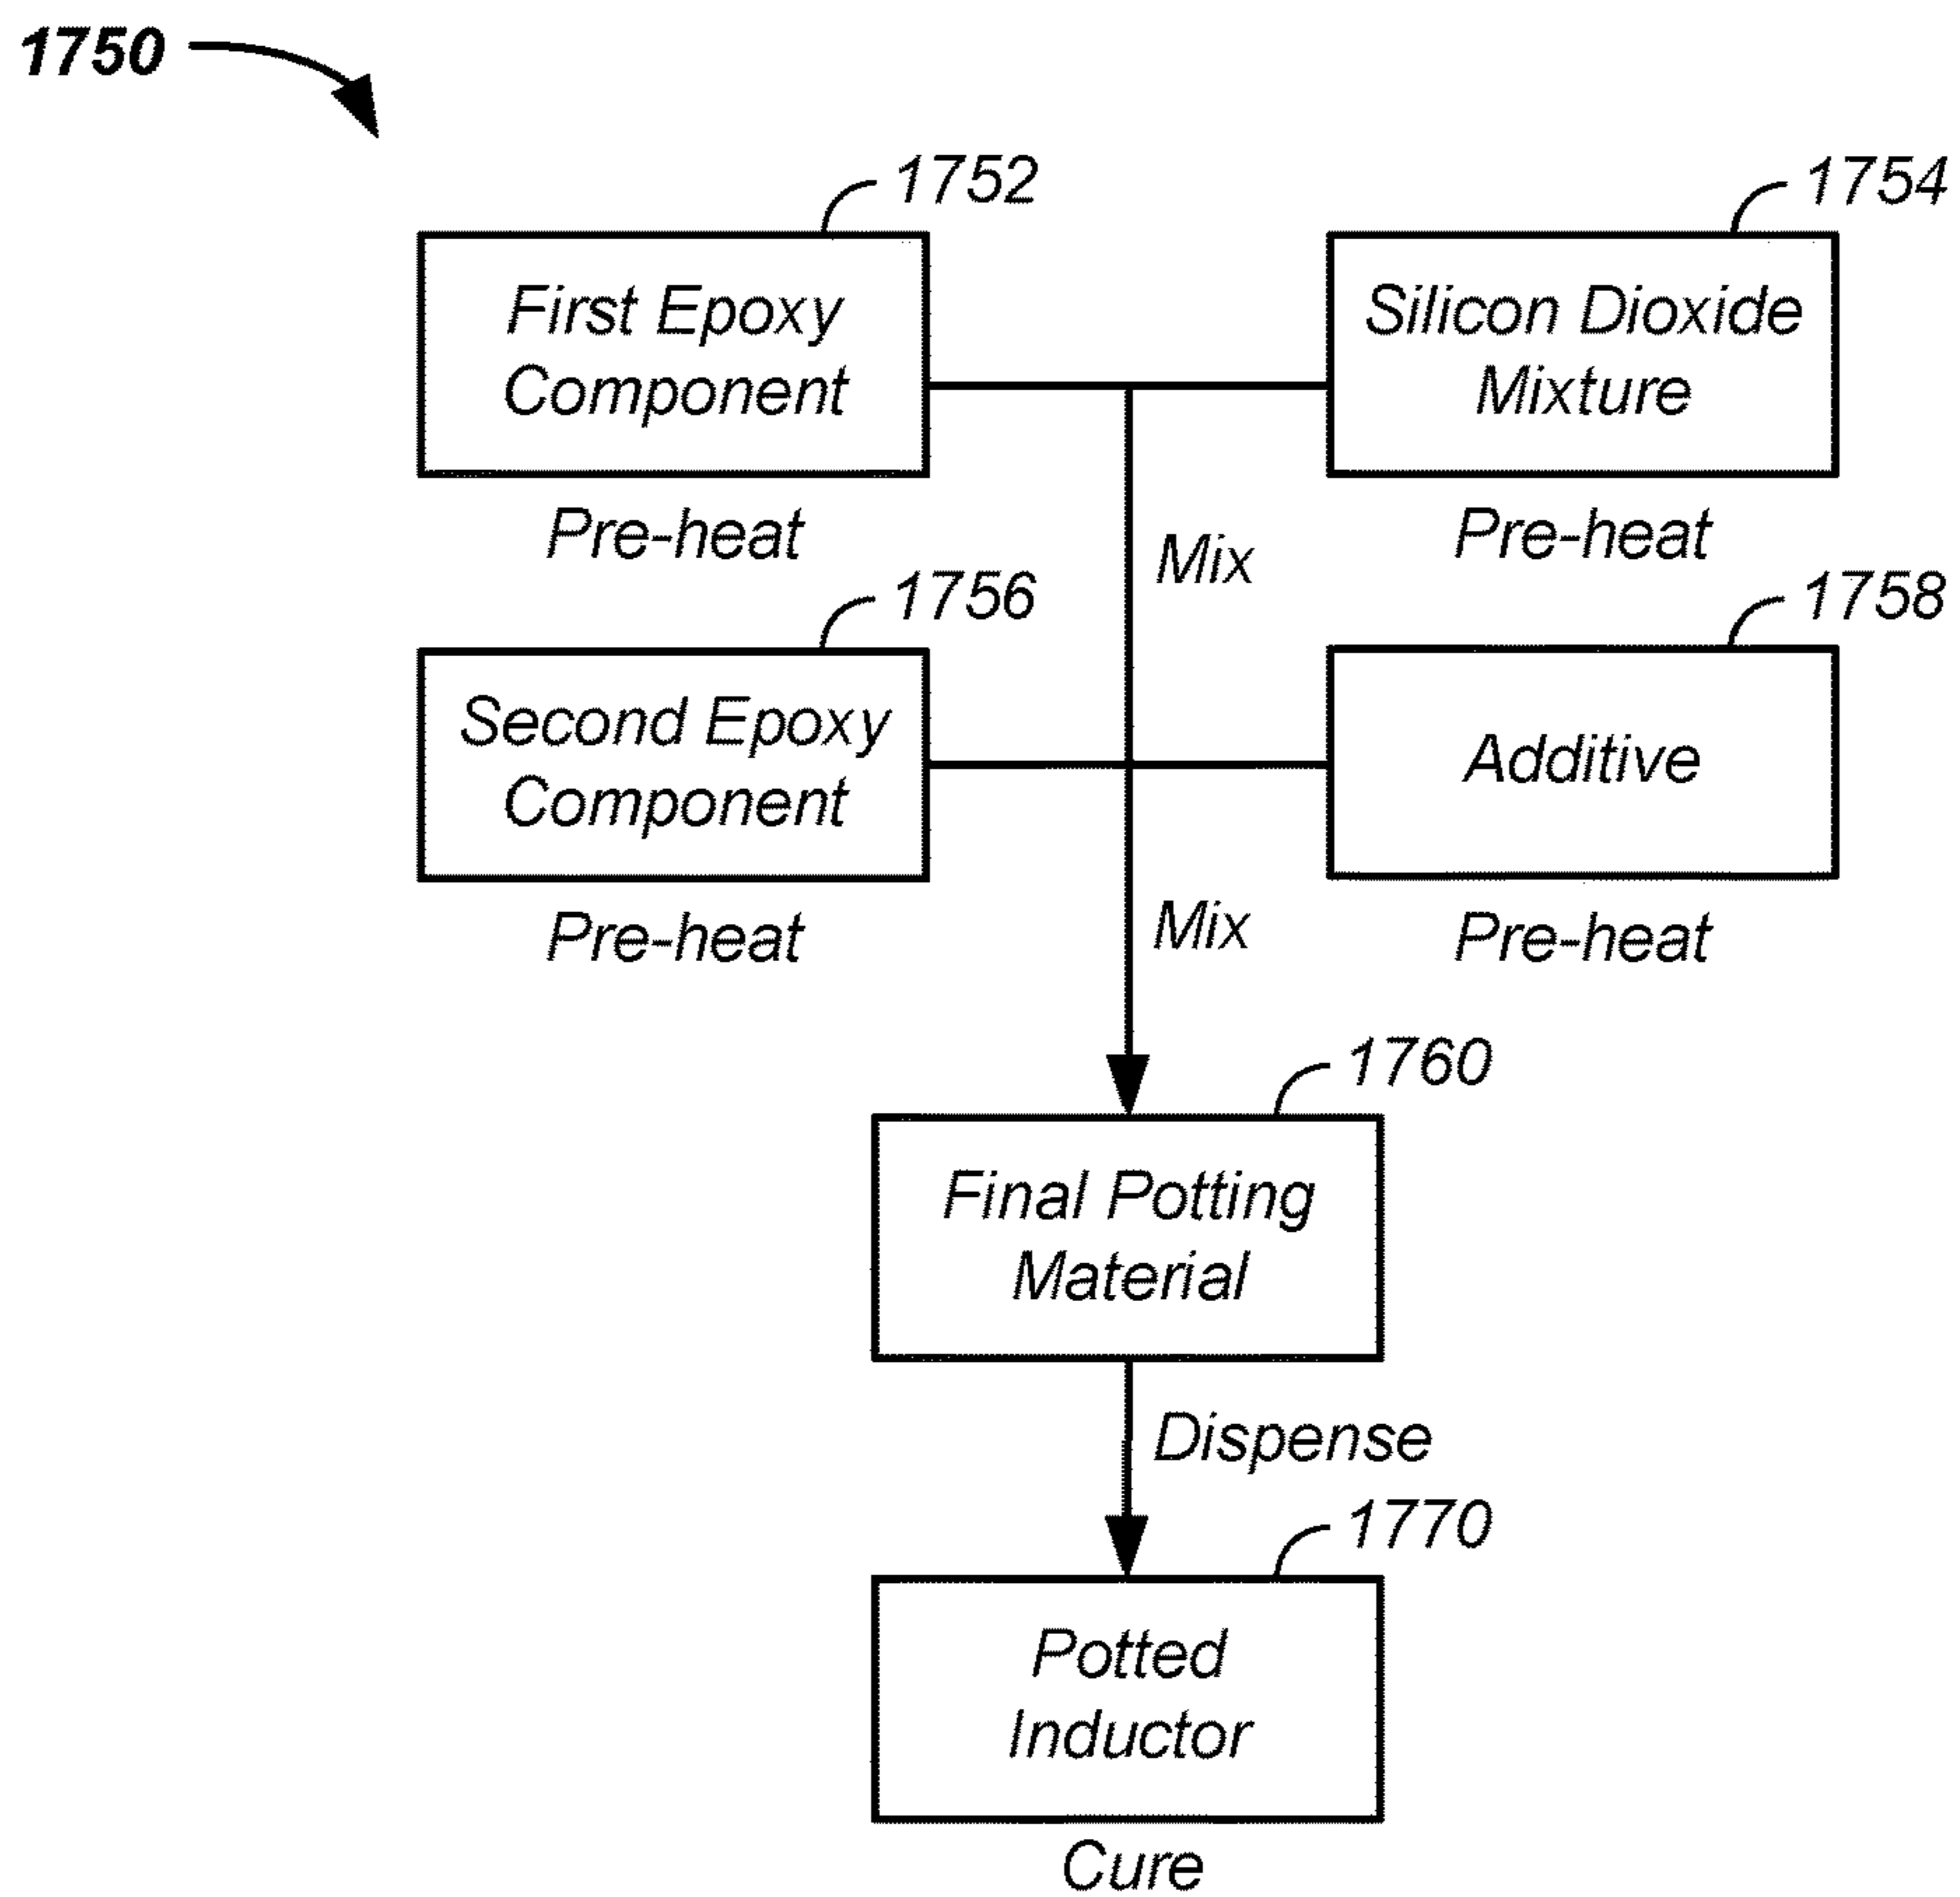 1750
1752
1754
First Epoxy
Component
Silicon Dioxide
Mixture
Pre-heat
Mix
Pre-heat
1756
1758
Second Epoxy
Component
Additive
Pre-heat
Mix
Pre-heat
1760
Final Potting
Material
Dispense
1770
Potted
Inductor
Cure